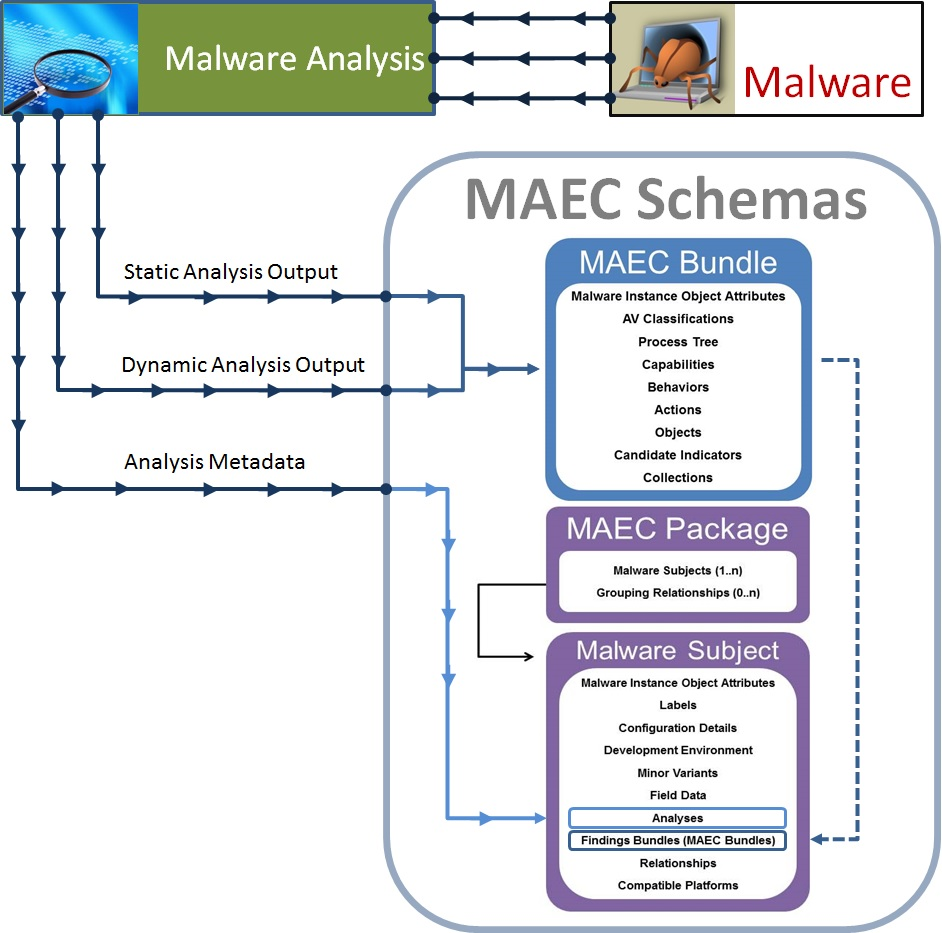 Malware Analysis
Malware
MAEC Schemas
Static Analysis Output
Dynamic Analysis Output
Analysis Metadata
MAEC Bundle
Malware Instance Object Attributes
AV Classifications
Process Tree
Capabilities
Behaviors
Actions
Objects
Candidate Indicators
Collections
MAEC Package
Malware Subjects (1..n)
Grouping Relationships (0..n)
Malware Subject
Malware Instance Object Attributes
Labels
Configuration Details
Development Environment
Minor Variants
Field Data
Analyses
Findings Bundles (MAEC Bundles)
Relationships
Compatible Platforms